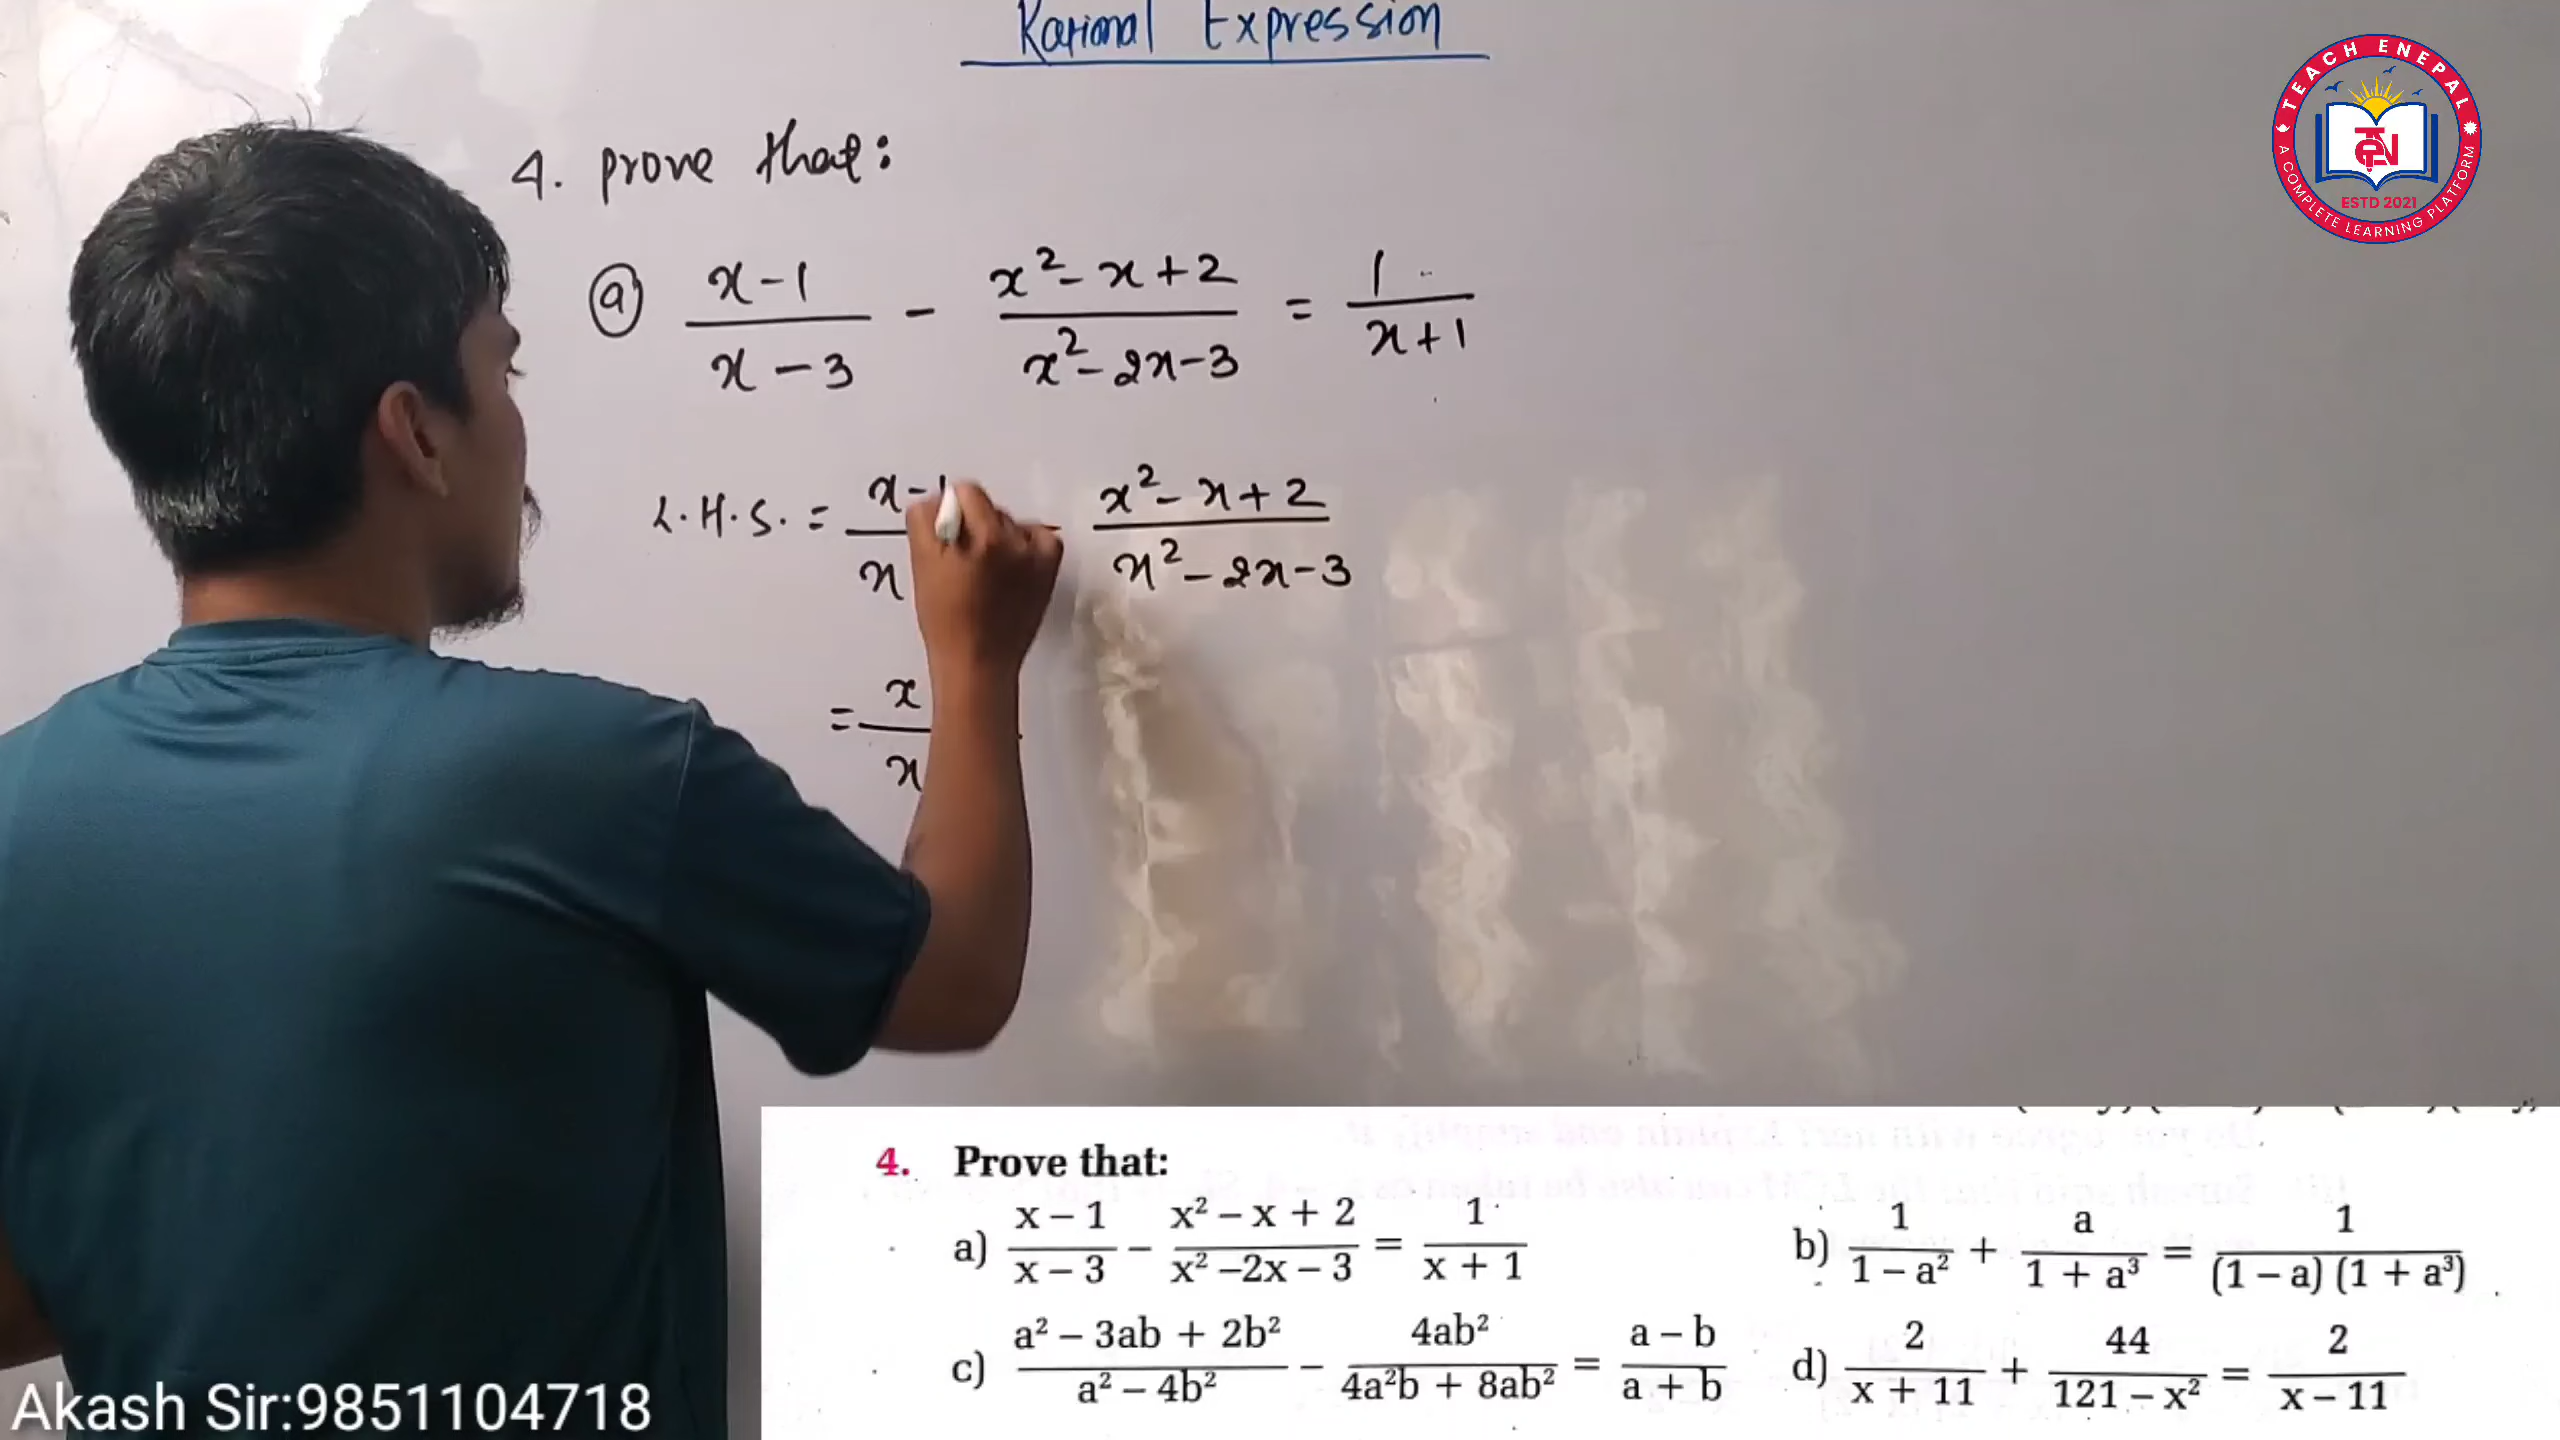 Rational Expression
4. prove that:
ⓐ x-1/x-3 - x²-x+2/x²-2x-3 = 1/x+1
L.H.S. = x-1/x - x²-x+2/x²-2x-3
= x/x
TEACH ENEPAL
ESTD 2021
A COMPLETE LEARNING PLATFORM
4. Prove that:
a) x – 1/x – 3 – x² – x + 2/x² –2x – 3 = 1/x + 1
b) 1/1 – a² + a/1 + a³ = 1/(1 – a) (1 + a³)
c) a² – 3ab + 2b²/a² – 4b² – 4ab²/4a²b + 8ab² = a – b/a + b
d) 2/x + 11 + 44/121 – x² = 2/x – 11
Akash Sir:9851104718